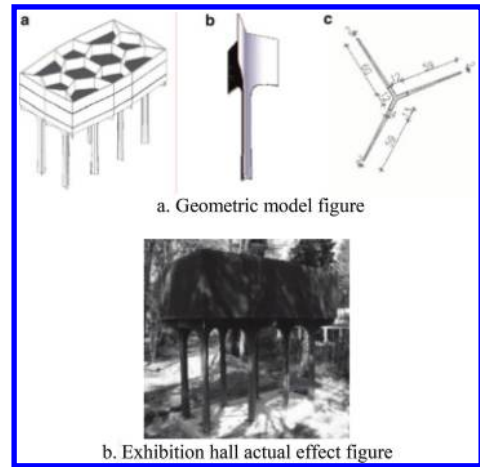 a
b
c
a. Geometric model figure
b. Exhibition hall actual effect figure